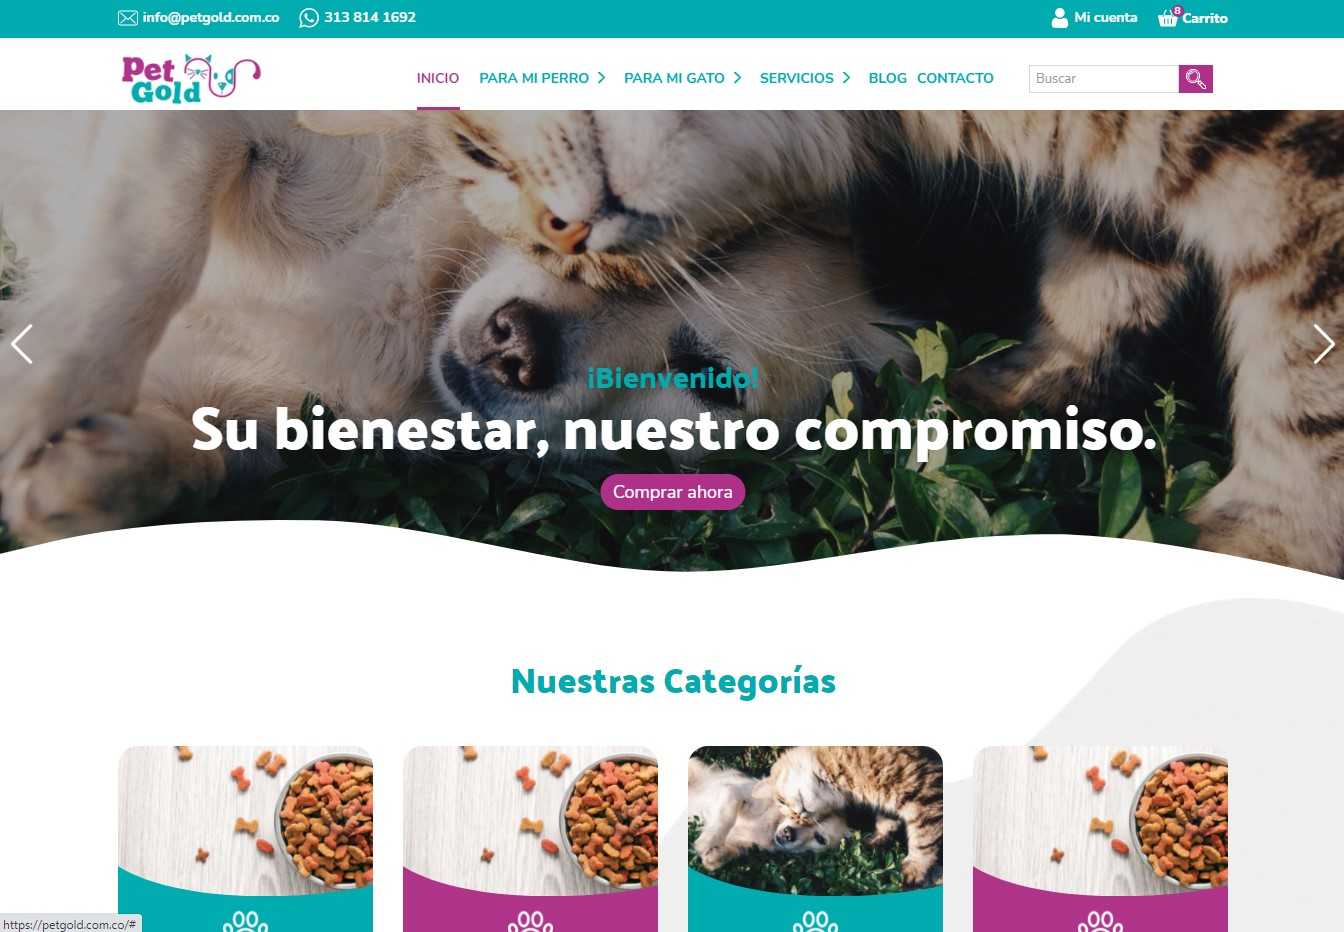 info@petgold.com.co 313 814 1692 Mi cuenta 8 Carrito
Pet Gold
INICIO PARA MI PERRO PARA MI GATO SERVICIOS BLOG CONTACTO Buscar
¡Bienvenido!
Su bienestar, nuestro compromiso.
Comprar ahora
Nuestras Categorías
https://petgold.com.co/#